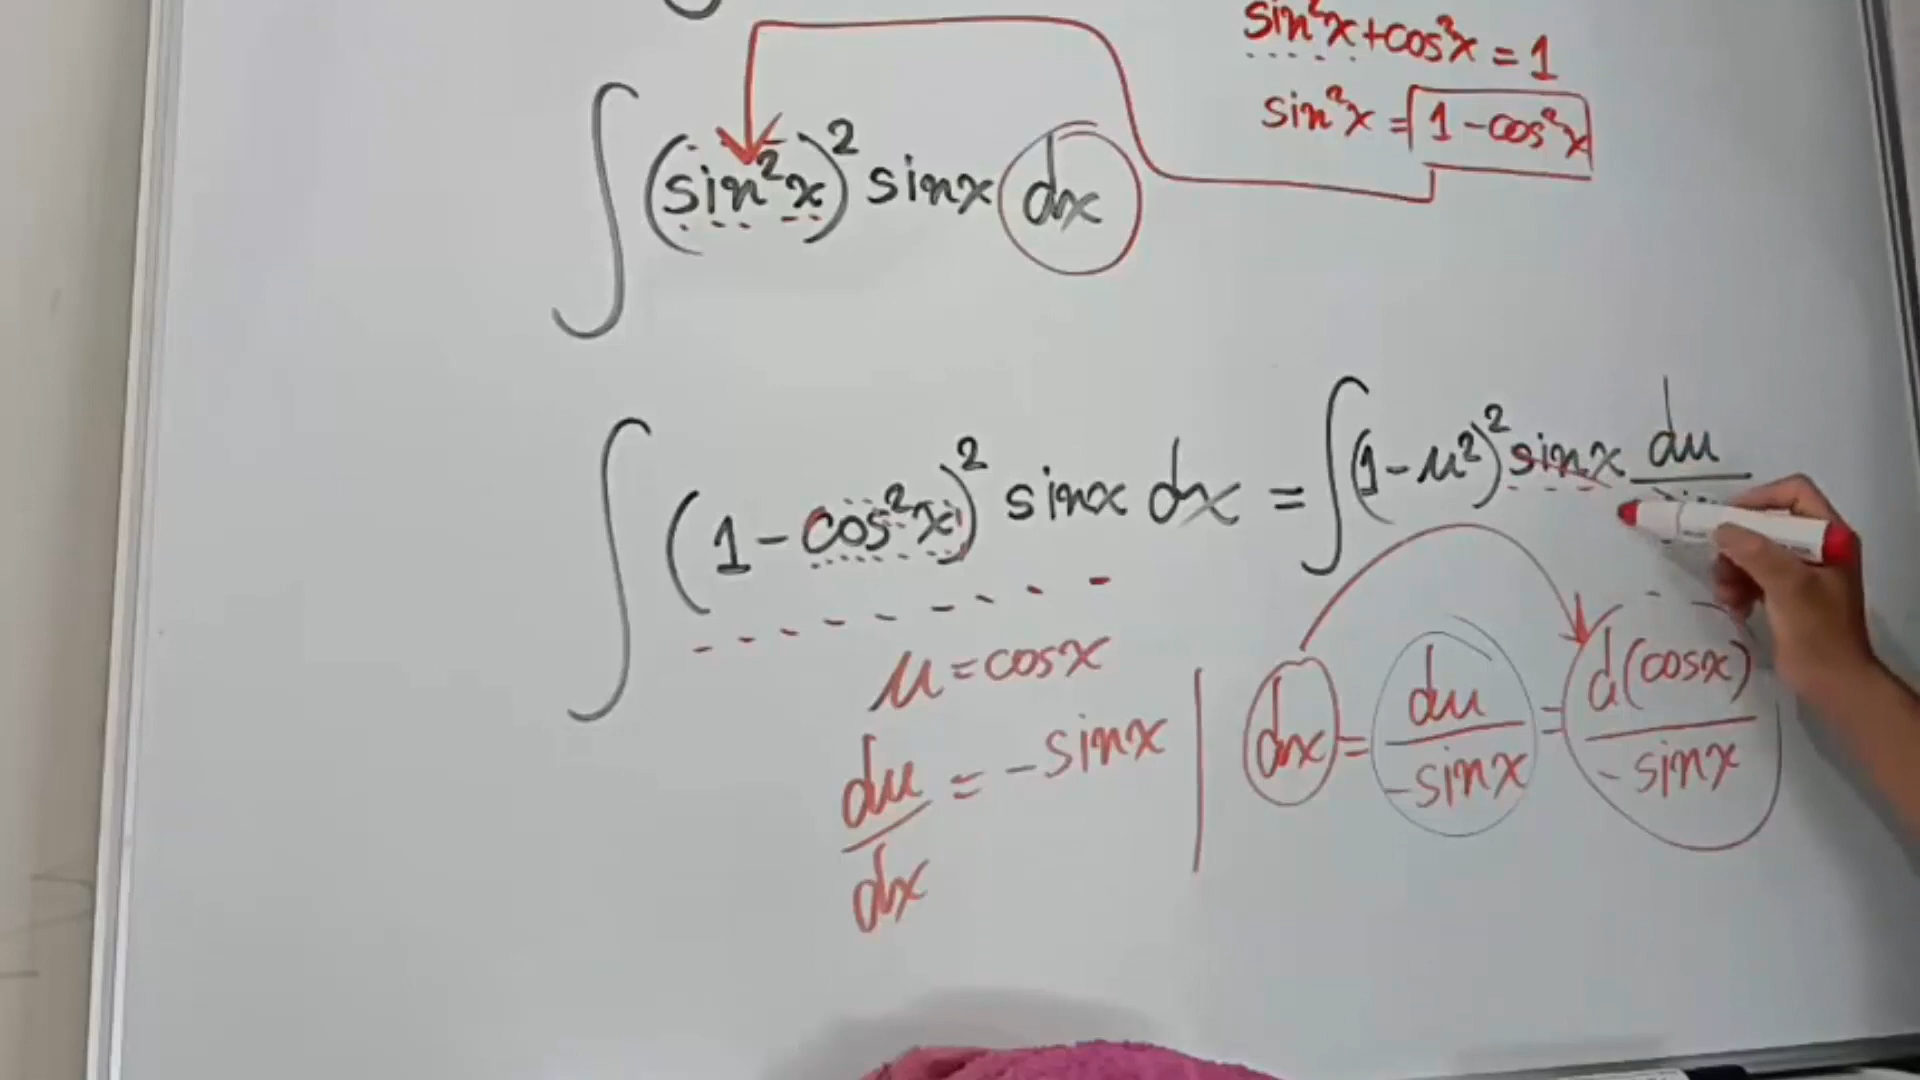 sin²x+cos²x = 1
sin²x = 1-cos²x
∫(sin²x)² sinx dx
∫(1-cos²x)² sinx dx = ∫(1-u²)² sinx du
u=cosx
du/dx = -sinx | dx = du/-sinx = d(cosx)/-sinx